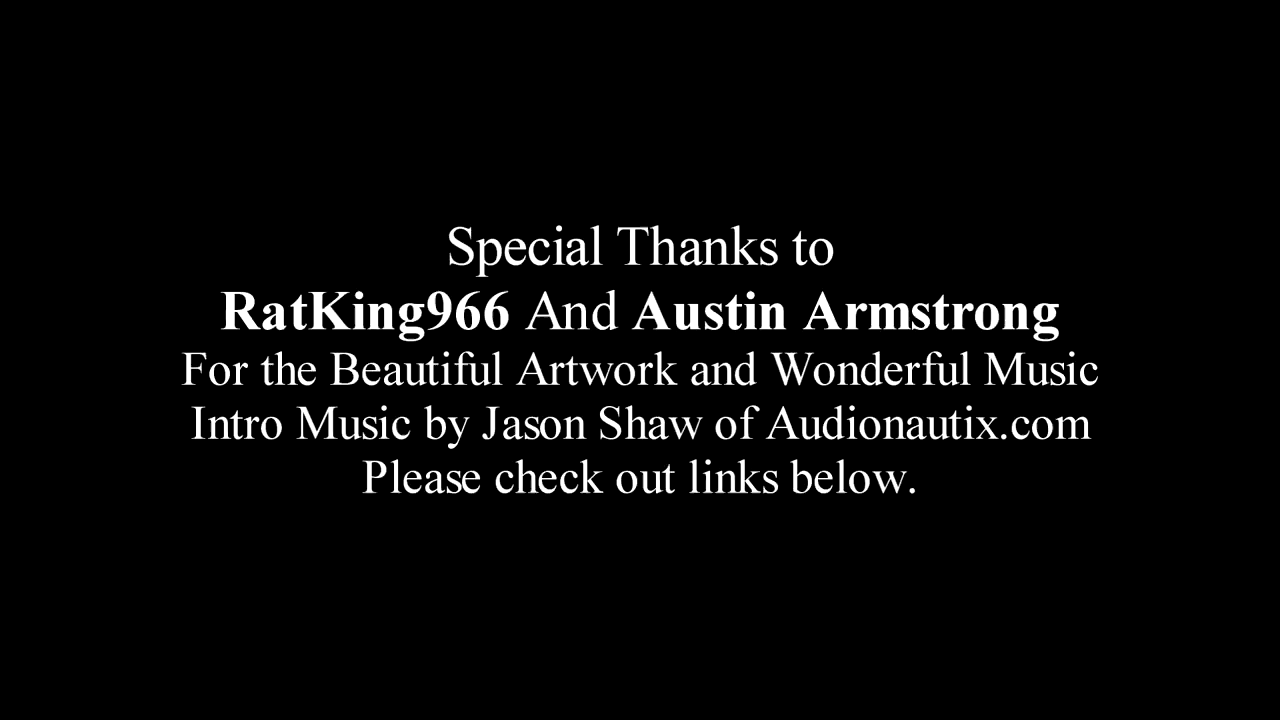 Special Thanks to
RatKing966 And Austin Armstrong
For the Beautiful Artwork and Wonderful Music
Intro Music by Jason Shaw of Audionautix.com
Please check out links below.